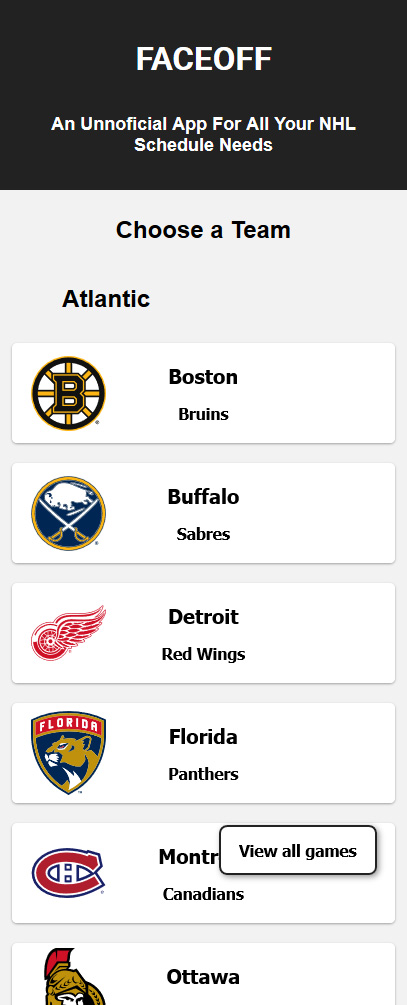 FACEOFF
An Unnoficial App For All Your NHL
Schedule Needs
Choose a Team
Atlantic
B
Boston
Bruins
Buffalo
Sabres
Detroit
Red Wings
FLORIDA
Florida
Panthers
Montr
View all games
Canadians
Ottawa